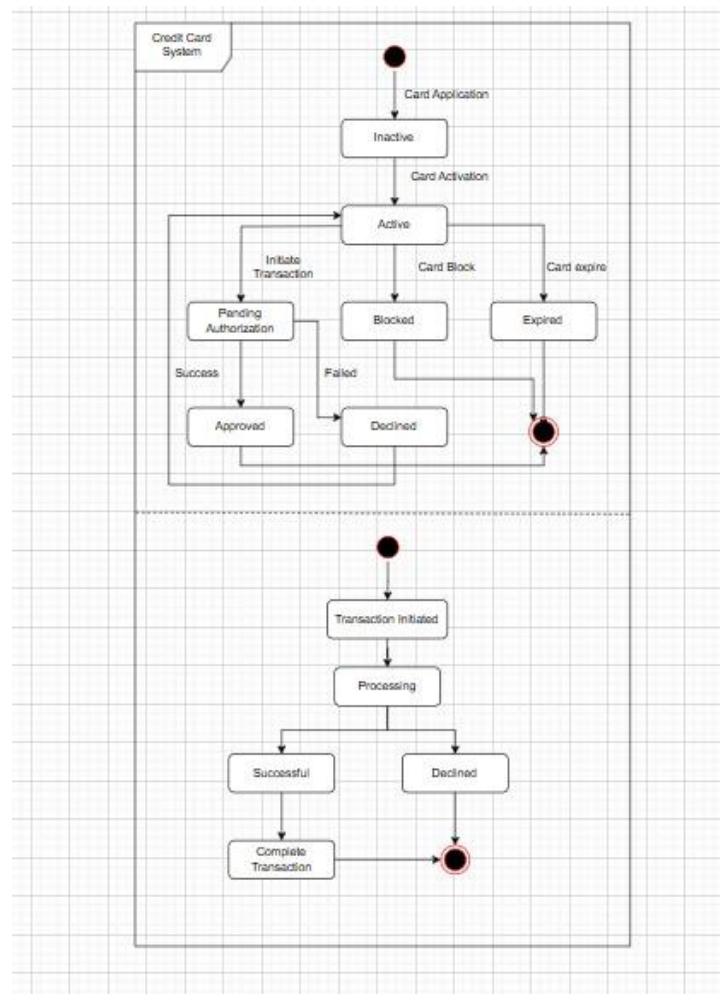 Credit Card
System
Card Application
Inactive
Card Activation
Active
Initiate
Transaction
Card Block
Card expire
Pending
Authorization
Blocked
Expired
Success
Failed
Approved
Declined
Transaction Initiated
Processing
Successful
Declined
Complete
Transaction